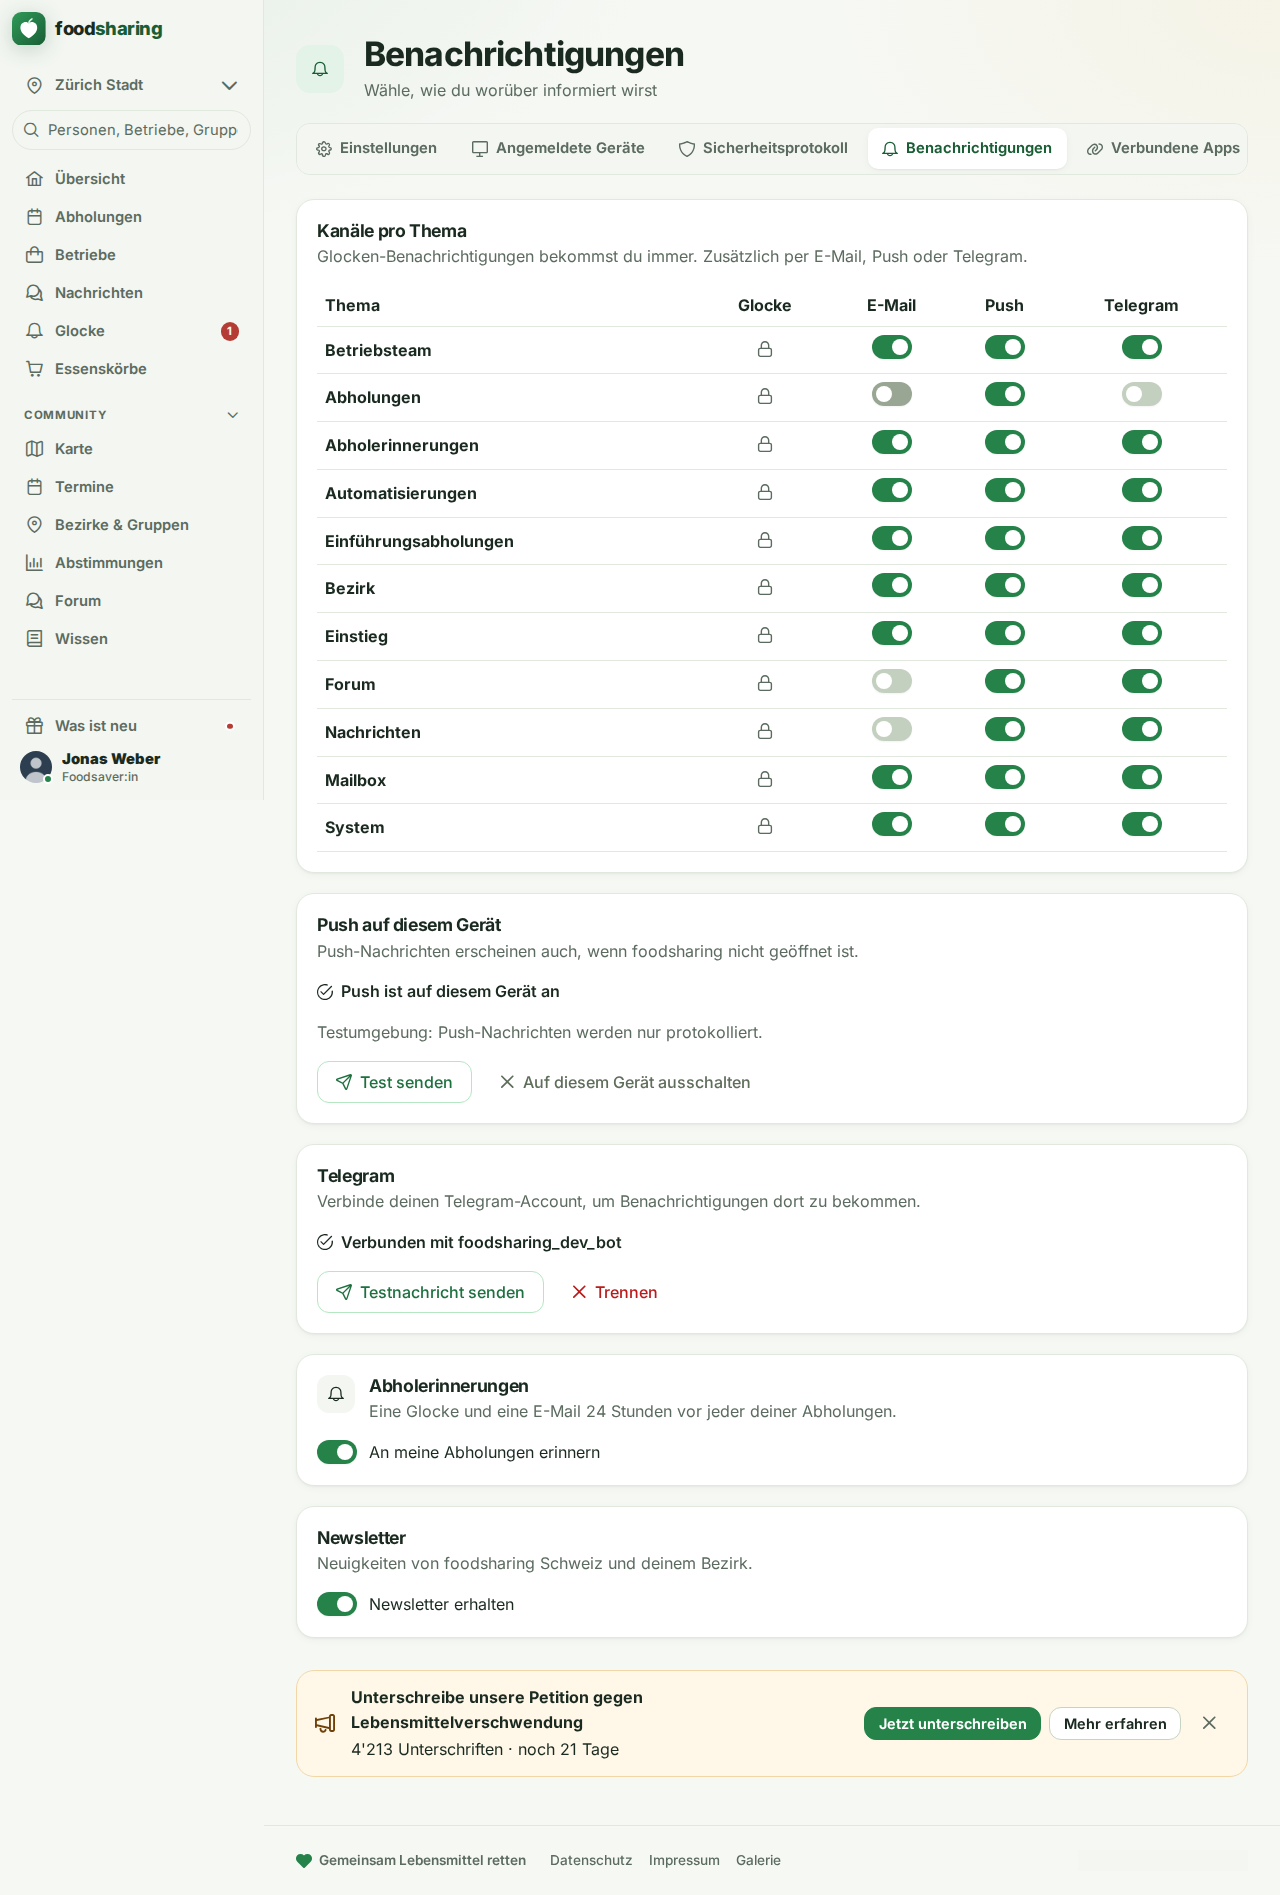 foodsharing
Zürich Stadt
Personen, Betriebe, Grupp
Übersicht
Abholungen
Betriebe
Nachrichten
Glocke 1
Essenskörbe
COMMUNITY
Karte
Termine
Bezirke & Gruppen
Abstimmungen
Forum
Wissen
Was ist neu
Jonas Weber
Foodsaver:in
Benachrichtigungen
Wähle, wie du worüber informiert wirst
Einstellungen Angemeldete Geräte Sicherheitsprotokoll Benachrichtigungen Verbundene Apps
Kanäle pro Thema
Glocken-Benachrichtigungen bekommst du immer. Zusätzlich per E-Mail, Push oder Telegram.
Thema Glocke E-Mail Push Telegram
Betriebsteam
Abholungen
Abholerinnerungen
Automatisierungen
Einführungsabholungen
Bezirk
Einstieg
Forum
Nachrichten
Mailbox
System
Push auf diesem Gerät
Push-Nachrichten erscheinen auch, wenn foodsharing nicht geöffnet ist.
Push ist auf diesem Gerät an
Testumgebung: Push-Nachrichten werden nur protokolliert.
Test senden Auf diesem Gerät ausschalten
Telegram
Verbinde deinen Telegram-Account, um Benachrichtigungen dort zu bekommen.
Verbunden mit foodsharing_dev_bot
Testnachricht senden Trennen
Abholerinnerungen
Eine Glocke und eine E-Mail 24 Stunden vor jeder deiner Abholungen.
An meine Abholungen erinnern
Newsletter
Neuigkeiten von foodsharing Schweiz und deinem Bezirk.
Newsletter erhalten
Unterschreibe unsere Petition gegen
Lebensmittelverschwendung
4'213 Unterschriften · noch 21 Tage
Jetzt unterschreiben Mehr erfahren
Gemeinsam Lebensmittel retten Datenschutz Impressum Galerie